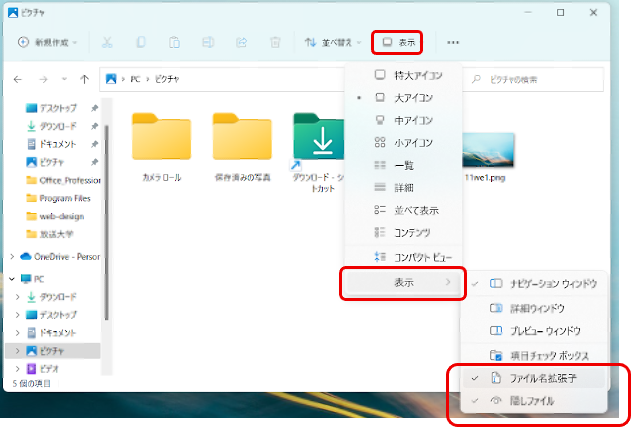 ピクチャ
新規作成
並べ替え
表示
PC
ピクチャ
ピクチャの検索
デスクトップ
ダウンロード
ドキュメント
ピクチャ
Office_Profession
Program Files
web-design
放送大学
OneDrive - Person
PC
ダウンロード
デスクトップ
ドキュメント
ピクチャ
ビデオ
5 個の項目
カメラ ロール
保存済みの写真
ダウンロード - ショ
ートカット
11we1.png
特大アイコン
大アイコン
中アイコン
小アイコン
一覧
詳細
並べて表示
コンテンツ
コンパクト ビュー
表示
ナビゲーション ウィンドウ
詳細ウィンドウ
プレビュー ウィンドウ
項目チェック ボックス
ファイル名拡張子
隠しファイル